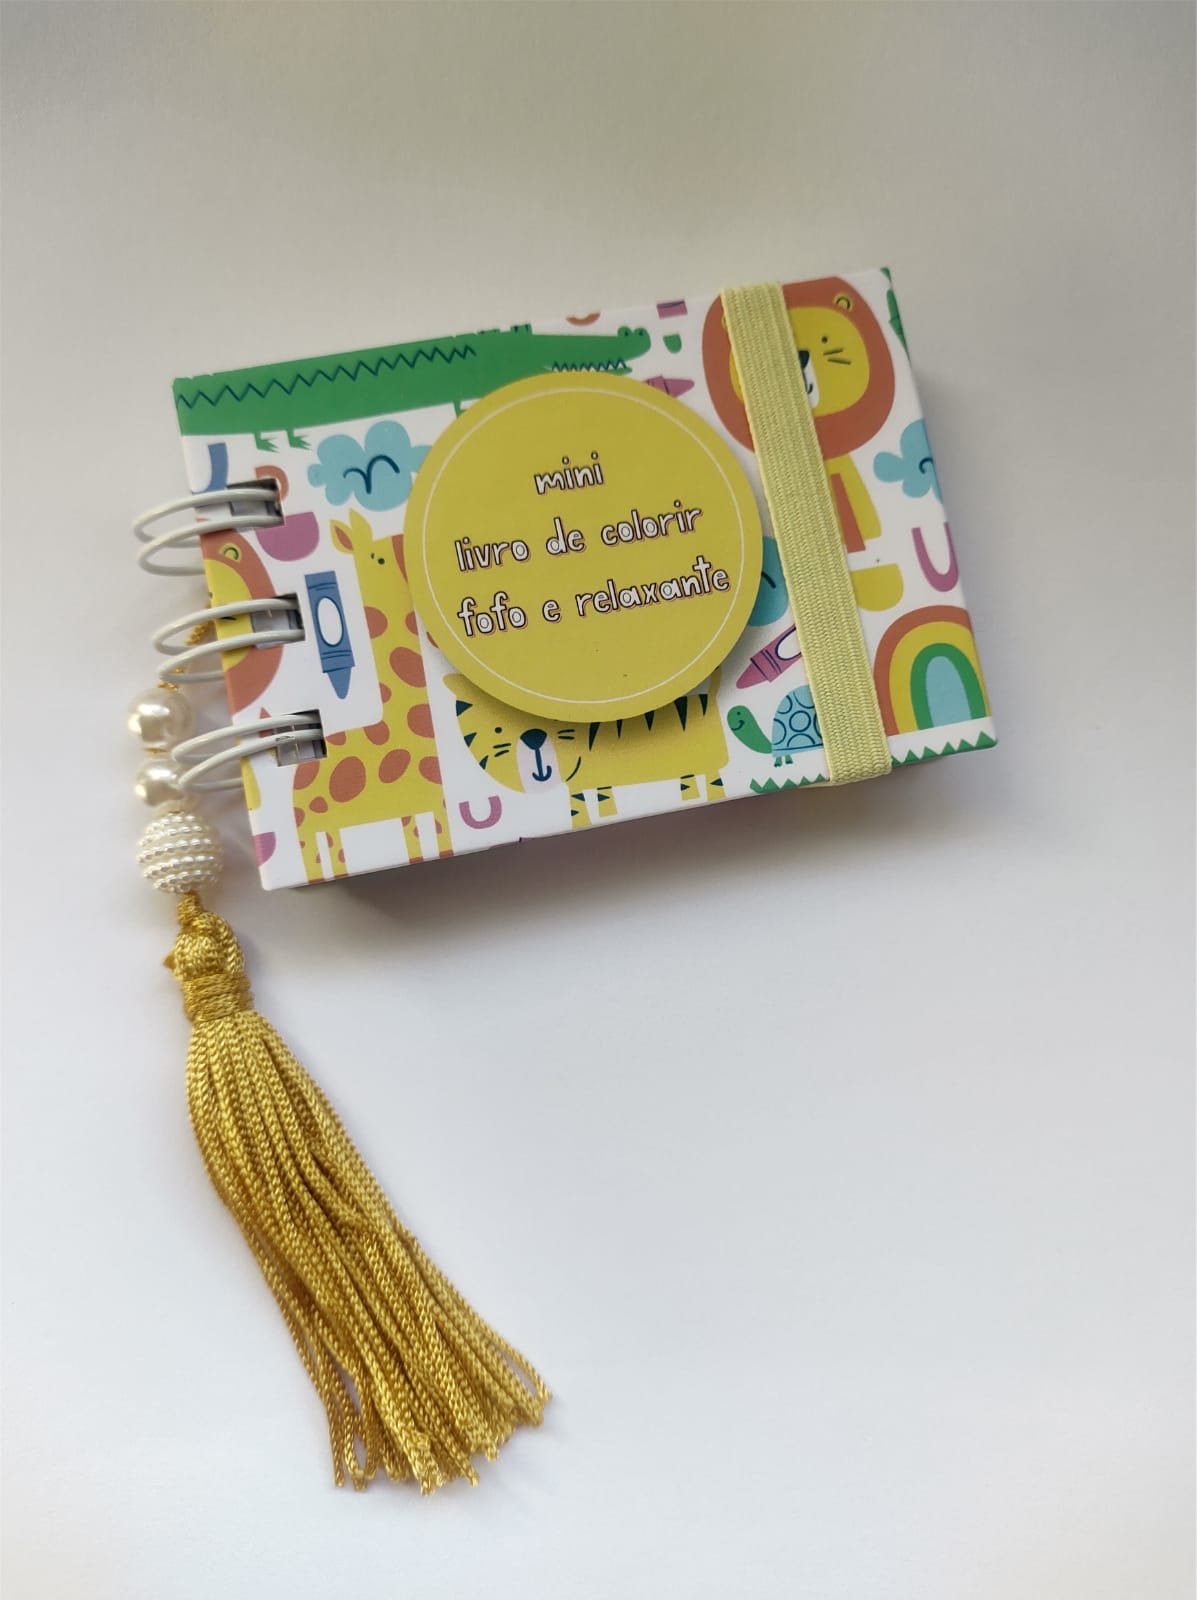 mini
livro de colorir
fofo e relaxante